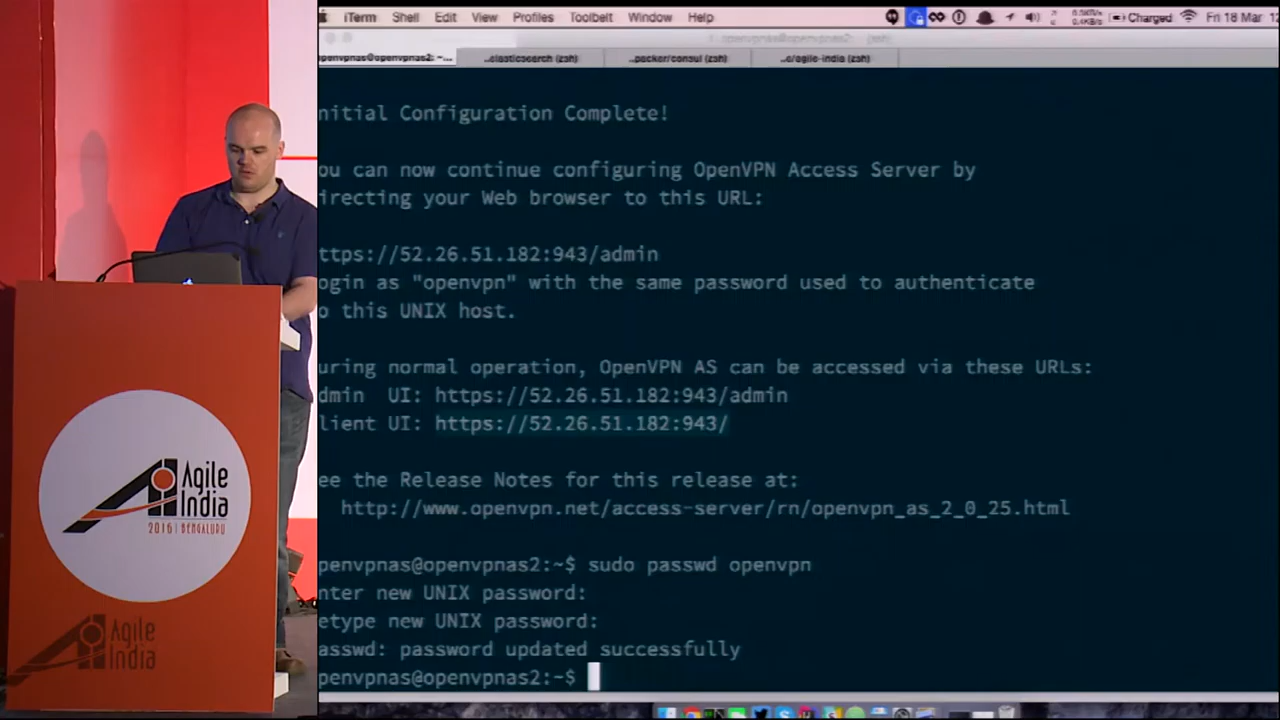 iTerm Shell Edit View Profiles Toolbelt Window Help
Charged
Fri 18 Mar
openvpnas@openvpnas2: ~ (ssh)
penvpnas@openvpnas2: ~...
..elasticsearch (zsh)
..packer/consul (zsh)
..e/agile-india (zsh)
nitial Configuration Complete!
ou can now continue configuring OpenVPN Access Server by
irecting your Web browser to this URL:
ttps://52.26.51.182:943/admin
ogin as "openvpn" with the same password used to authenticate
o this UNIX host.
uring normal operation, OpenVPN AS can be accessed via these URLs:
dmin UI: https://52.26.51.182:943/admin
lient UI: https://52.26.51.182:943/
ee the Release Notes for this release at:
http://www.openvpn.net/access-server/rn/openvpn_as_2_0_25.html
penvpnas@openvpnas2:~$ sudo passwd openvpn
nter new UNIX password:
etype new UNIX password:
asswd: password updated successfully
penvpnas@openvpnas2:~$
Agile
India
2016 | BENGALURU
Agile
India